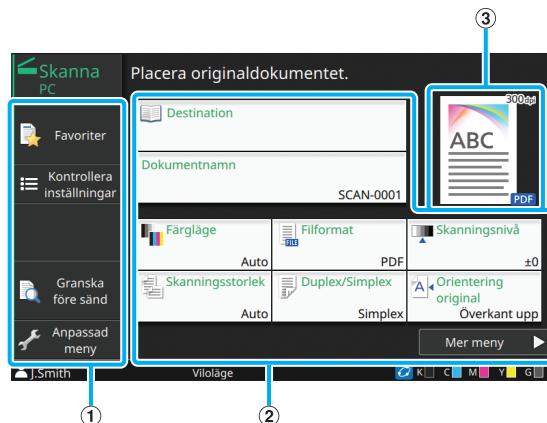 ③
Skanna
PC
Placera originaldokumentet.
Favoriter
Kontrollera
inställningar
Granska
före sänd
Anpassad
meny
Destination
Dokumentnamn
SCAN-0001
300dpi
ABC
PDF
Färgläge
Auto
Filformat
FILE
PDF
Skanningsnivå
±0
Skanningsstorlek
Auto
Duplex/Simplex
Simplex
A
Orientering
original
Överkant upp
Mer meny
J.Smith
Viloläge
K C M Y G
① ②